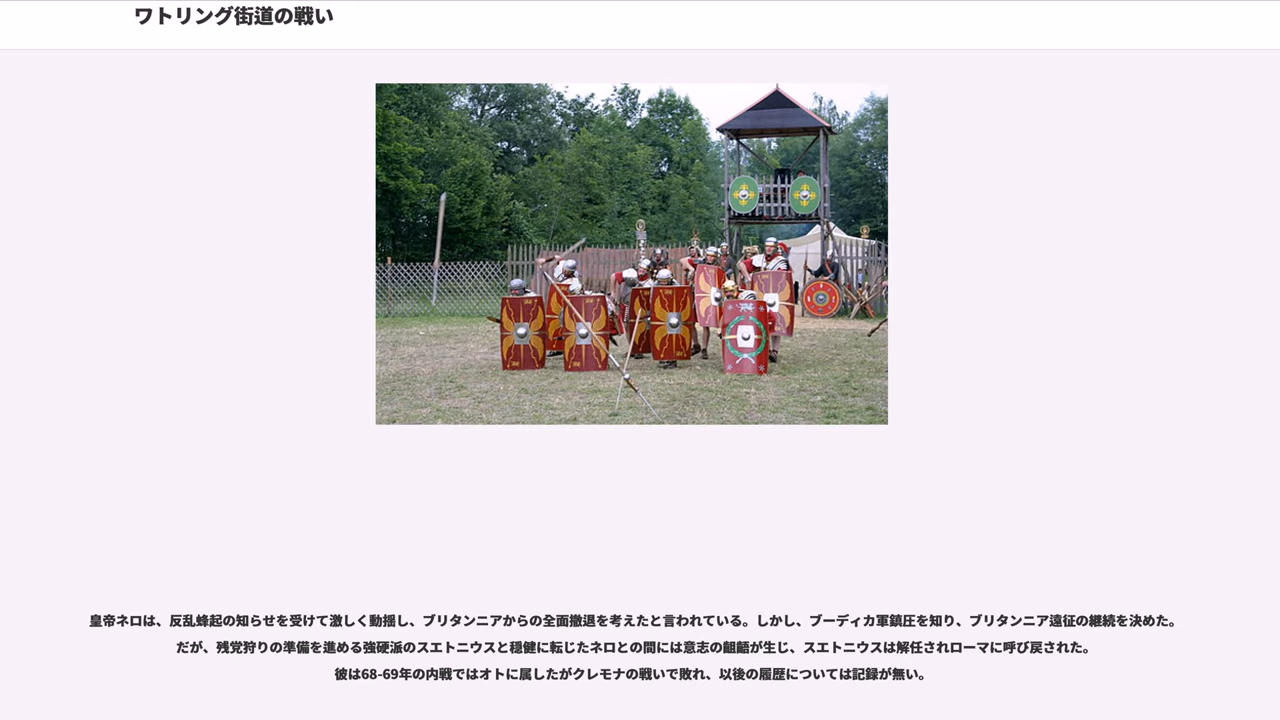 ワトリング街道の戦い
皇帝ネロは、反乱蜂起の知らせを受けて激しく動揺し、ブリタンニアからの全面撤退を考えたと言われている。しかし、ブーディカ軍鎮圧を知り、ブリタンニア遠征の継続を決めた。
だが、残党狩りの準備を進める強硬派のスエトニウスと穏健に転じたネロとの間には意志の齟齬が生じ、スエトニウスは解任されローマに呼び戻された。
彼は68-69年の内戦ではオトに属したがクレモナの戦いで敗れ、以後の履歴については記録が無い。